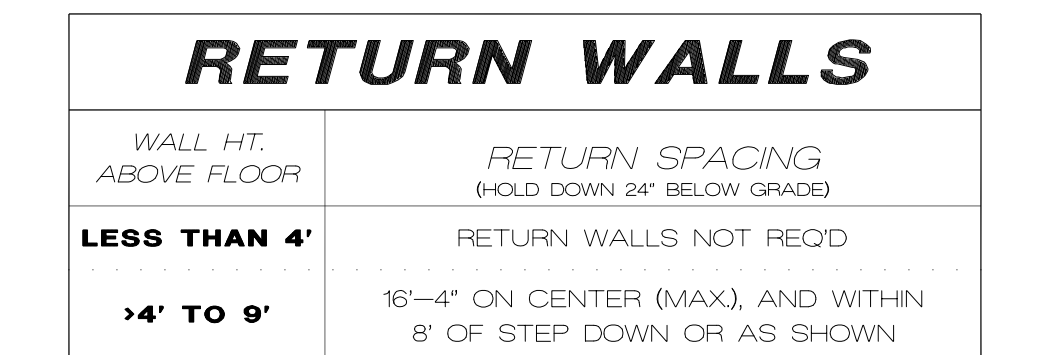 RETURN WALLS
WALL HT.
ABOVE FLOOR
RETURN SPACING
(HOLD DOWN 24" BELOW GRADE)
LESS THAN 4'
RETURN WALLS NOT REQ'D
>4' TO 9'
16'-4" ON CENTER (MAX.), AND WITHIN
8' OF STEP DOWN OR AS SHOWN